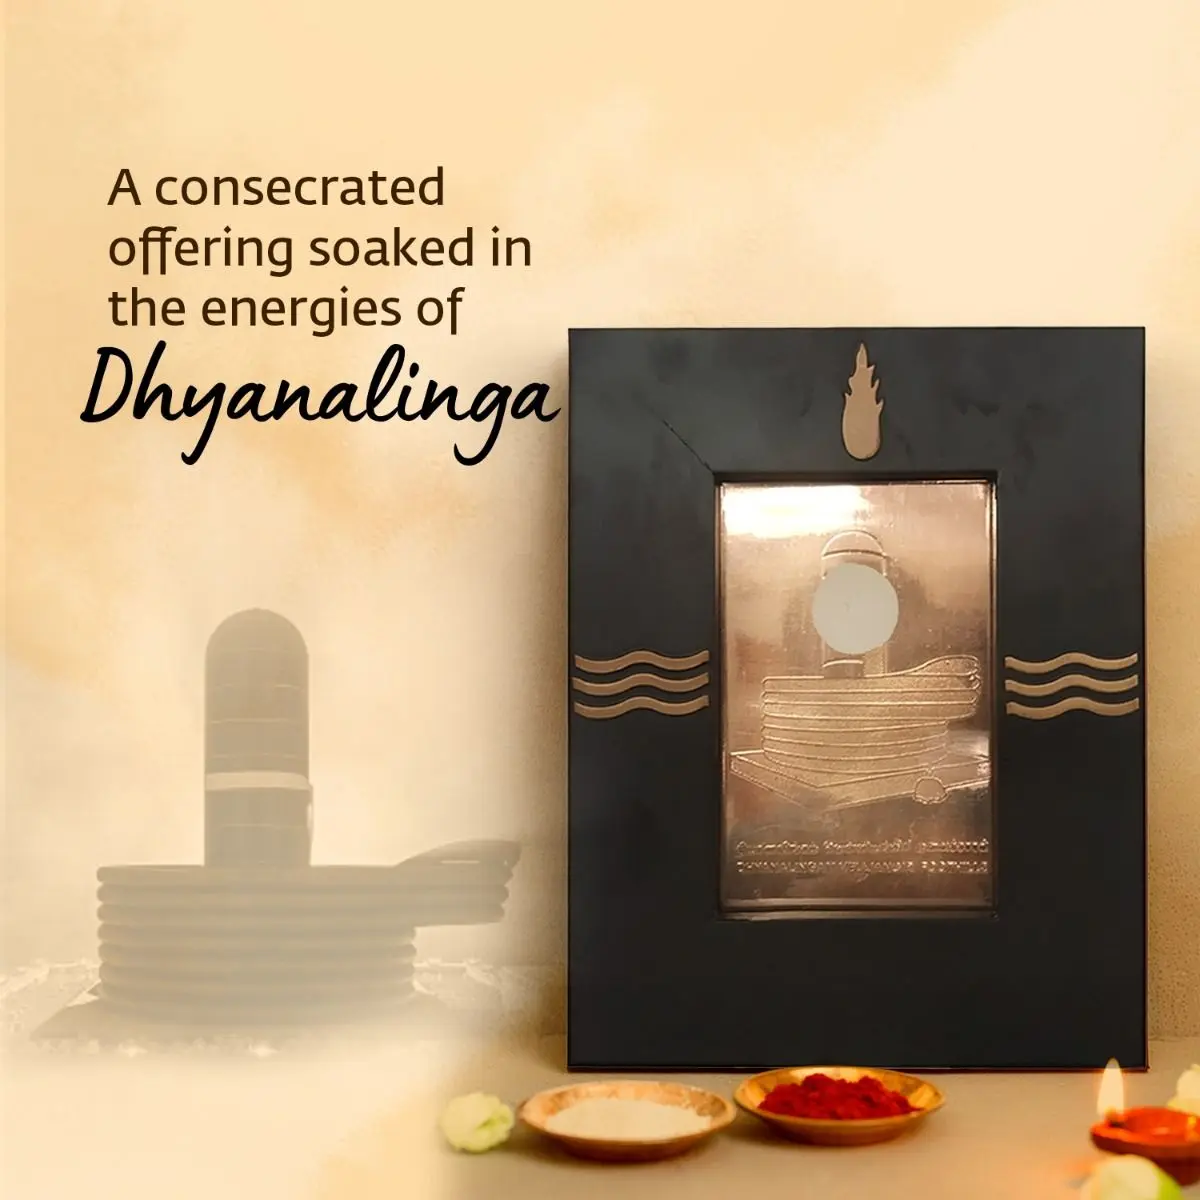 A consecrated
offering soaked in
the energies of
Dhyanalinga